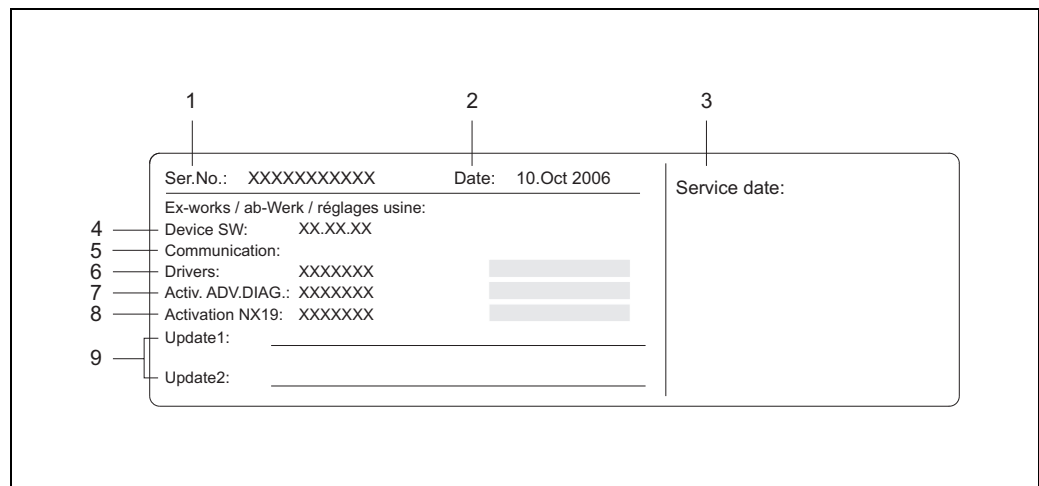 1 2 3
Ser.No.: XXXXXXXXXXX Date: 10.Oct 2006 Service date:
Ex-works / ab-Werk / réglages usine:
4 Device SW: XX.XX.XX
5 Communication:
6 Drivers: XXXXXXX
7 Activ. ADV.DIAG.: XXXXXXX
8 Activation NX19: XXXXXXX
9 Update1:
Update2: